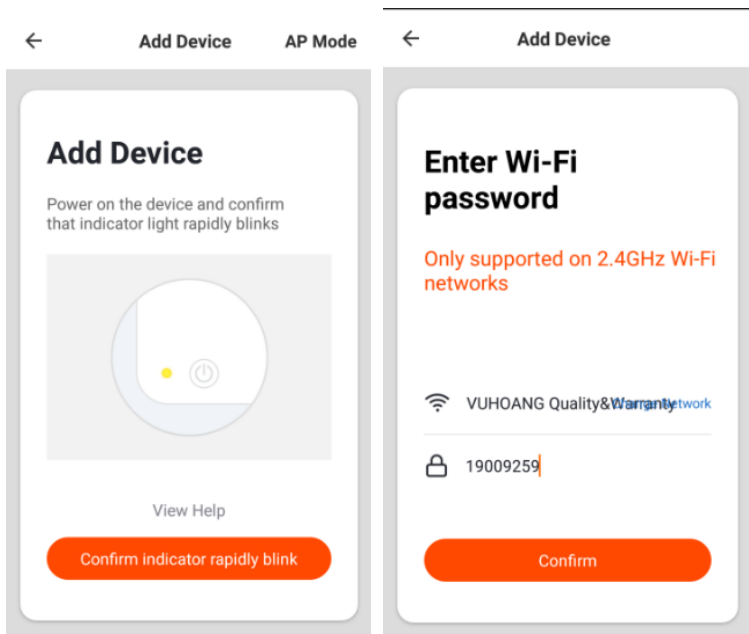 Add Device
AP Mode
Add Device
Power on the device and confirm
that indicator light rapidly blinks
View Help
Confirm indicator rapidly blink
Add Device
Enter Wi-Fi
password
Only supported on 2.4GHz Wi-Fi
networks
VUHOANG Quality&Warranty
Change Network
19009259
Confirm